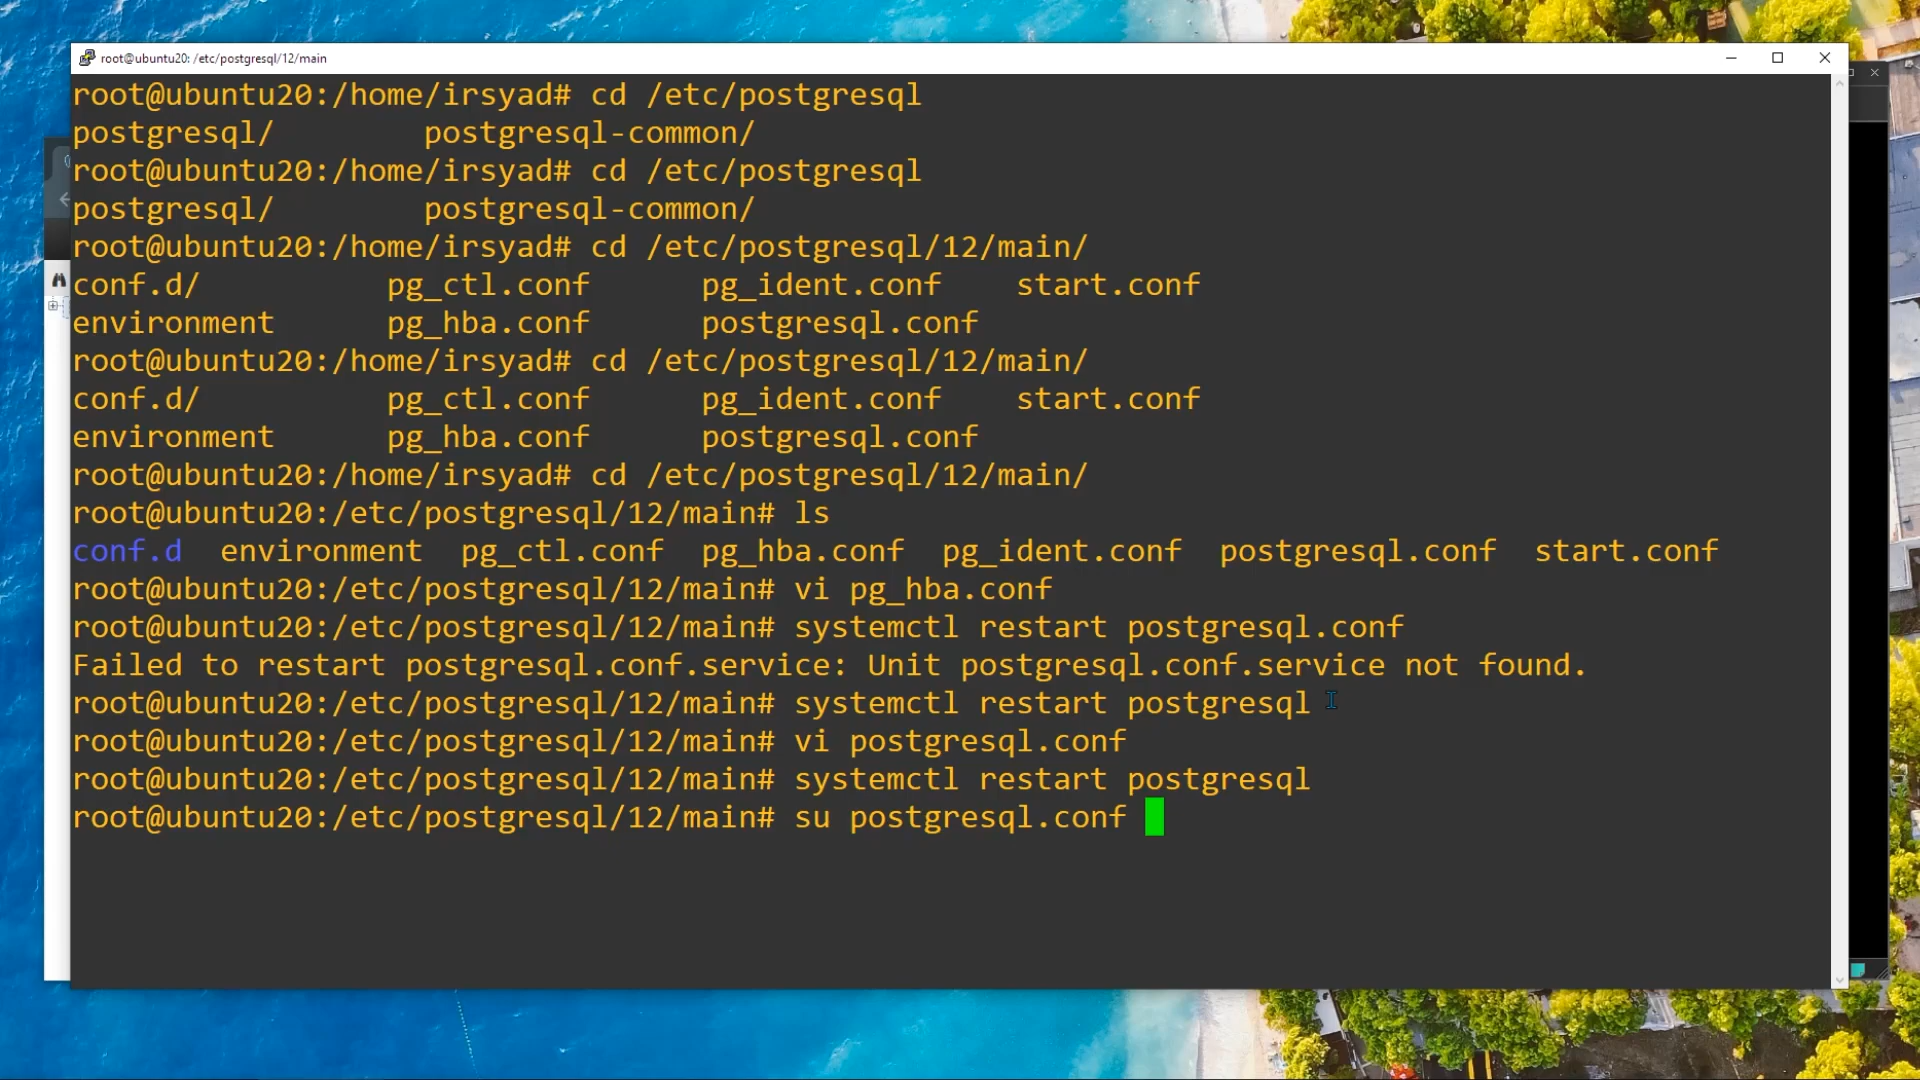 root@ubuntu20: /etc/postgresql/12/main
root@ubuntu20:/home/irsyad# cd /etc/postgresql
postgresql/ postgresql-common/
root@ubuntu20:/home/irsyad# cd /etc/postgresql
postgresql/ postgresql-common/
root@ubuntu20:/home/irsyad# cd /etc/postgresql/12/main/
conf.d/ pg_ctl.conf pg_ident.conf start.conf
environment pg_hba.conf postgresql.conf
root@ubuntu20:/home/irsyad# cd /etc/postgresql/12/main/
conf.d/ pg_ctl.conf pg_ident.conf start.conf
environment pg_hba.conf postgresql.conf
root@ubuntu20:/home/irsyad# cd /etc/postgresql/12/main/
root@ubuntu20:/etc/postgresql/12/main# ls
conf.d environment pg_ctl.conf pg_hba.conf pg_ident.conf postgresql.conf start.conf
root@ubuntu20:/etc/postgresql/12/main# vi pg_hba.conf
root@ubuntu20:/etc/postgresql/12/main# systemctl restart postgresql.conf
Failed to restart postgresql.conf.service: Unit postgresql.conf.service not found.
root@ubuntu20:/etc/postgresql/12/main# systemctl restart postgresql
root@ubuntu20:/etc/postgresql/12/main# vi postgresql.conf
root@ubuntu20:/etc/postgresql/12/main# systemctl restart postgresql
root@ubuntu20:/etc/postgresql/12/main# su postgresql.conf